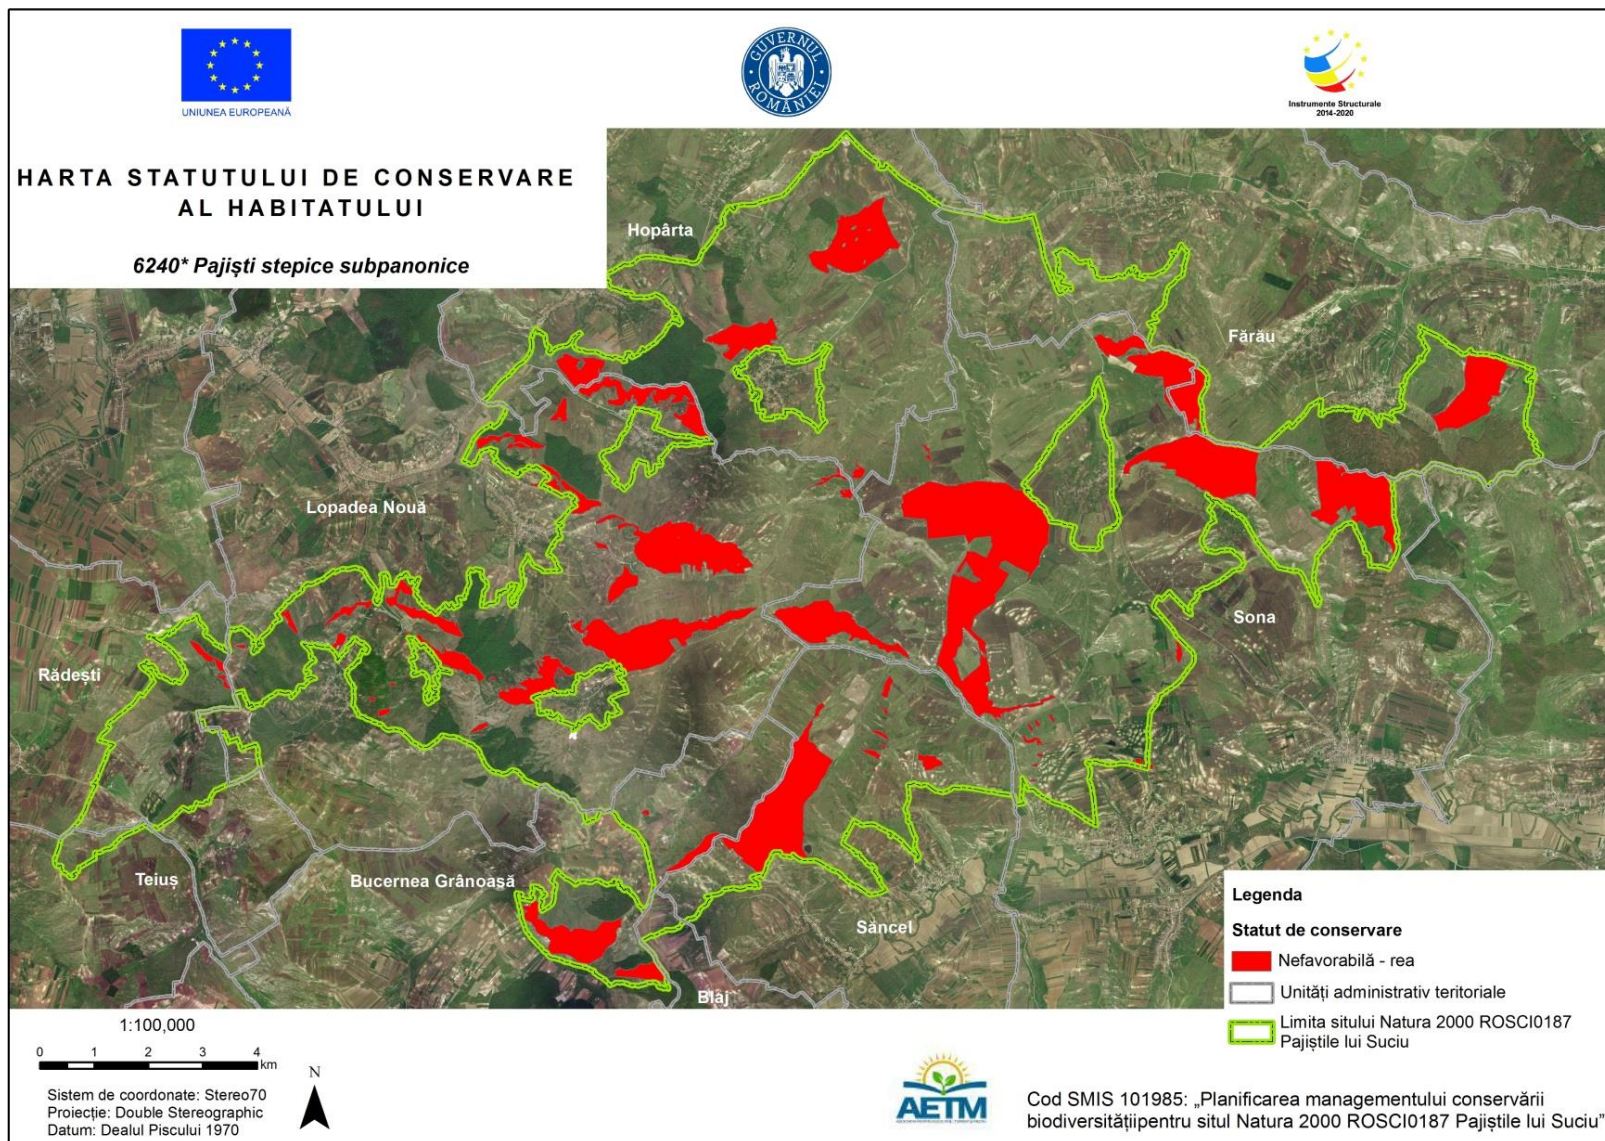 UNIUNEA EUROPEANĂ
GUVERNUL ROMÂNIEI
Instrumente Structurale
2014-2020
HARTA STATUTULUI DE CONSERVARE
AL HABITATULUI
6240* Pajiști stepice subpanonice
Hopârta
Fărău
Lopadea Nouă
Sona
Rădești
Teiuș
Bucernea Grânoasă
Săncel
Blaj
Legenda
Statut de conservare
Nefavorabilă - rea
Unități administrativ teritoriale
Limita sitului Natura 2000 ROSCI0187
Pajiștile lui Suciu
1:100,000
0 1 2 3 4
km
N
Sistem de coordonate: Stereo70
Proiecție: Double Stereographic
Datum: Dealul Piscului 1970
AETM
Cod SMIS 101985: „Planificarea managementului conservării
biodiversitățiipentru situl Natura 2000 ROSCI0187 Pajiștile lui Suciu”